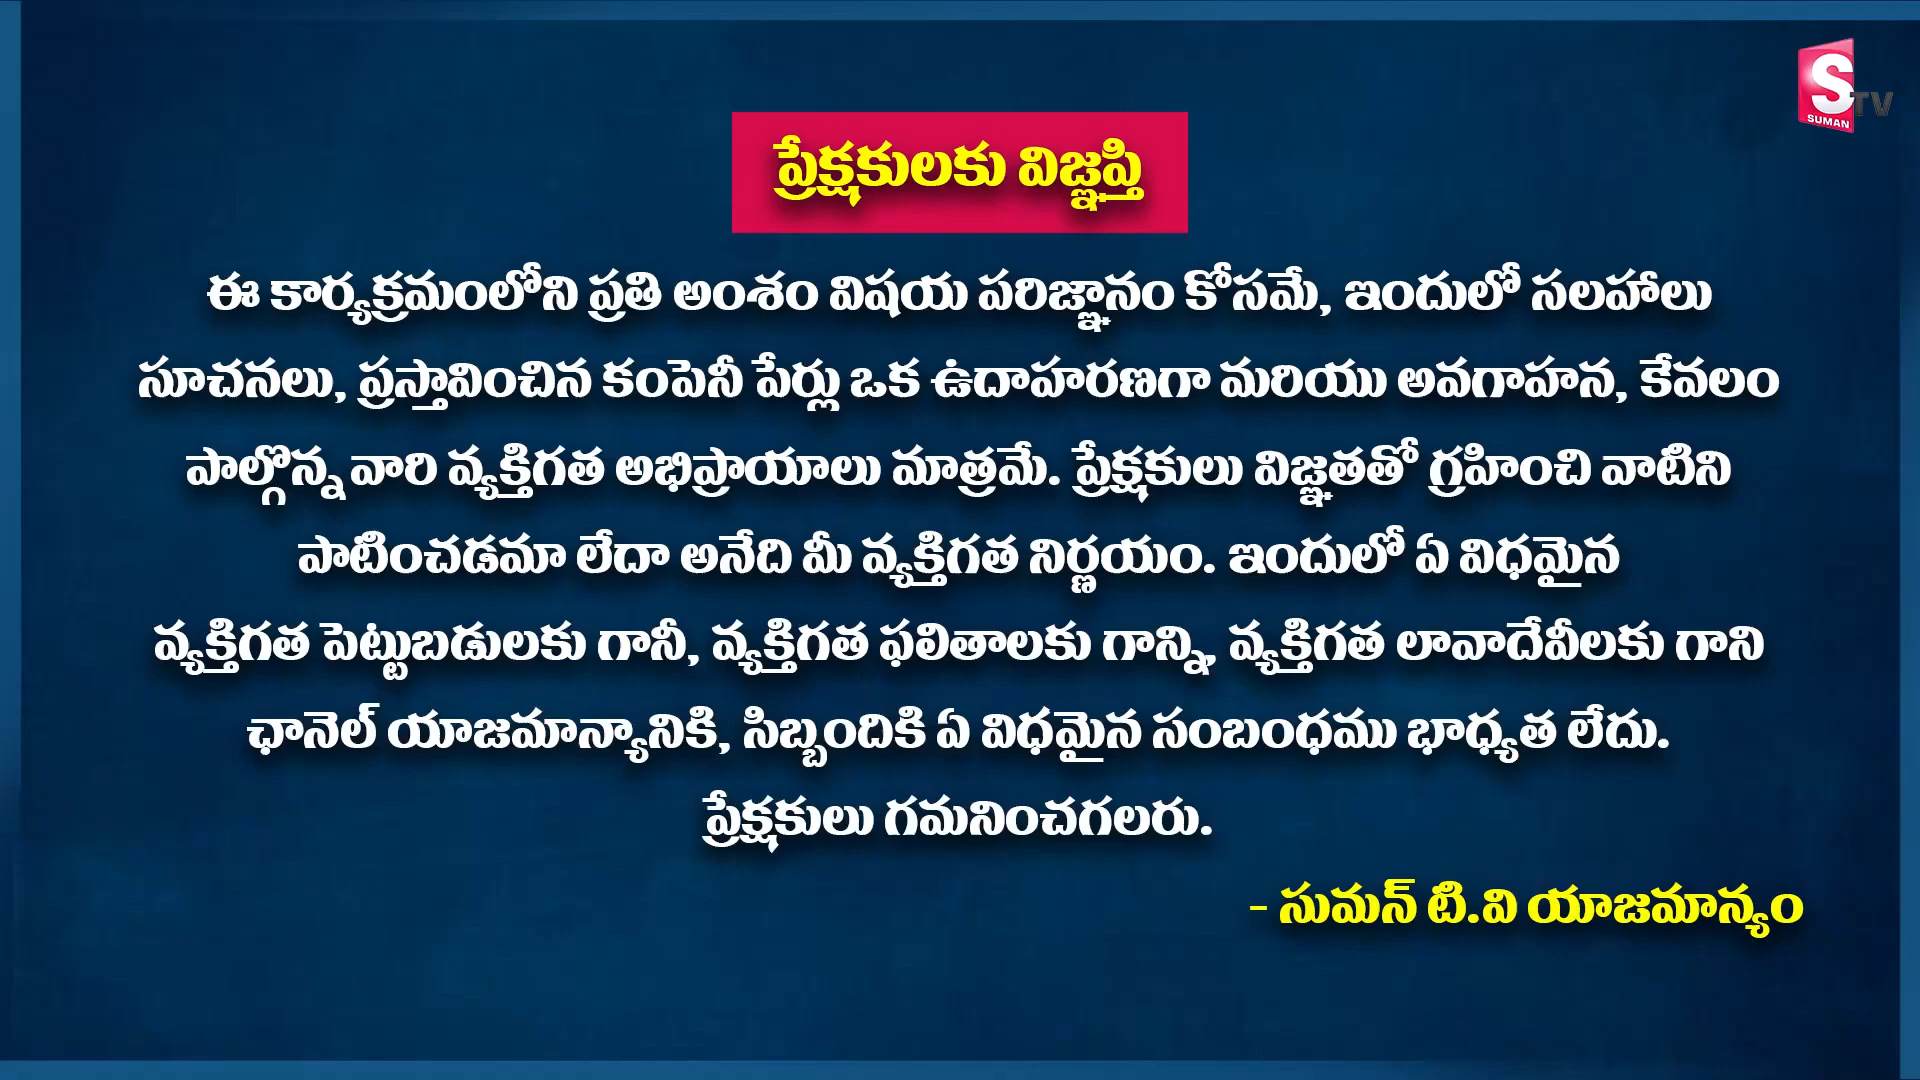 S
TV
SUMAN
ప్రేక్షకులకు విజ్ఞప్తి
ఈ కార్యక్రమంలోని ప్రతి అంశం విషయ పరిజ్ఞానం కోసమే, ఇందులో సలహాలు
సూచనలు, ప్రస్తావించిన కంపెనీ పేర్లు ఒక ఉదాహరణగా మరియు అవగాహన, కేవలం
పాల్గొన్న వారి వ్యక్తిగత అభిప్రాయాలు మాత్రమే. ప్రేక్షకులు విజ్ఞతతో గ్రహించి వాటిని
పాటించడమా లేదా అనేది మీ వ్యక్తిగత నిర్ణయం. ఇందులో ఏ విధమైన
వ్యక్తిగత పెట్టుబడులకు గానీ, వ్యక్తిగత ఫలితాలకు గాన్ని, వ్యక్తిగత లావాదేవీలకు గాని
ఛానెల్ యాజమాన్యానికి, సిబ్బందికి ఏ విధమైన సంబంధము భాధ్యత లేదు.
ప్రేక్షకులు గమనించగలరు.
- సుమన్ టి.వి యాజమాన్యం